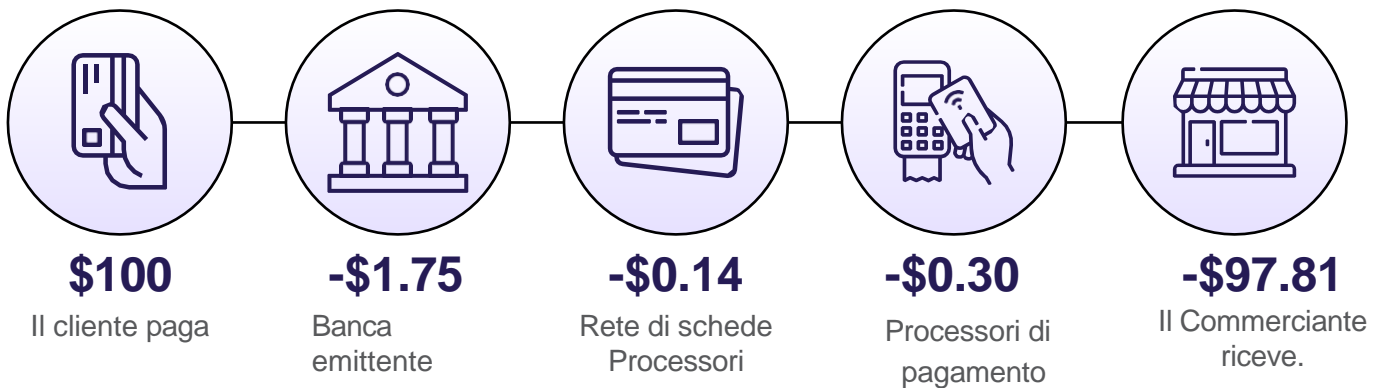 $100
Il cliente paga
-$1.75
Banca
emittente
-$0.14
Rete di schede
Processori
-$0.30
Processori di
pagamento
-$97.81
Il Commerciante
riceve.